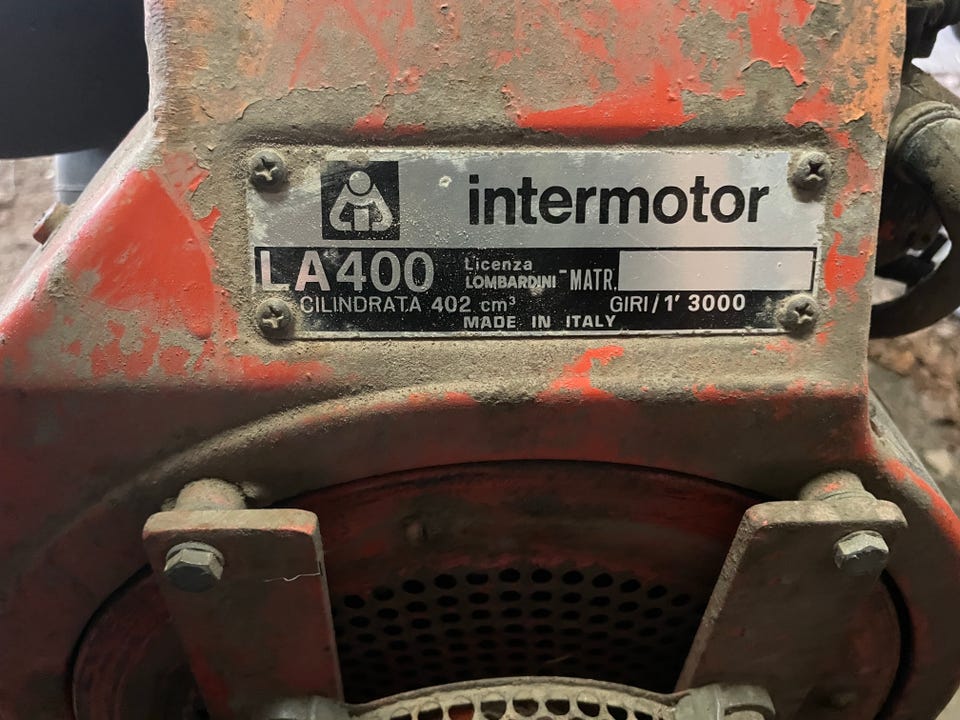 intermotor
LA400 Licenza LOMBARDINI - MATR.
CILINDRATA 402 cm³ GIRI/1' 3000
MADE IN ITALY